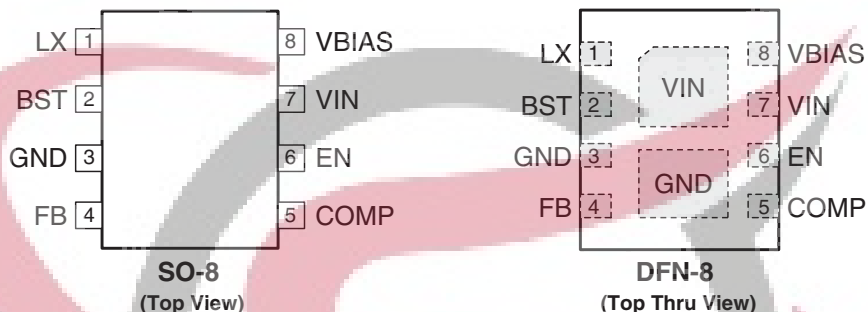 LX 1 8 VBIAS
BST 2 7 VIN
GND 3 6 EN
FB 4 5 COMP
SO-8
(Top View)
LX 1 8 VBIAS
VIN
BST 2 7 VIN
GND 3 6 EN
GND
FB 4 5 COMP
DFN-8
(Top Thru View)